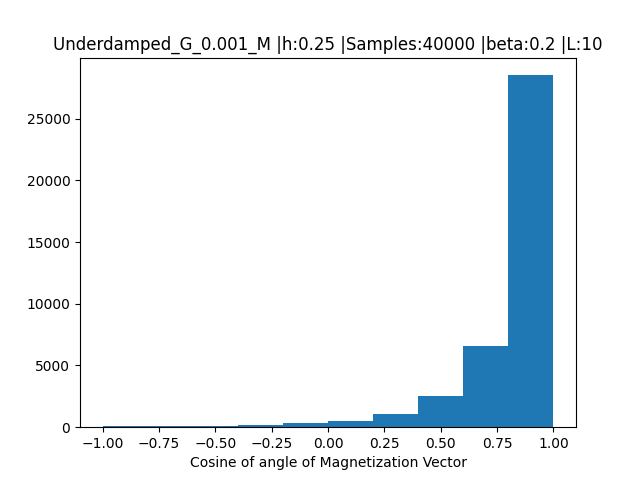 Underdamped_G_0.001_M |h:0.25 |Samples:40000 |beta:0.2 |L:10
25000
20000
15000
10000
5000
0
−1.00 −0.75 −0.50 −0.25 0.00 0.25 0.50 0.75 1.00
Cosine of angle of Magnetization Vector